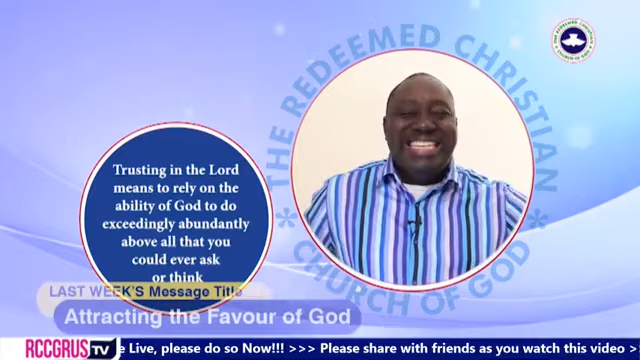 THE REDEEMED CHRISTIAN
CHURCH OF GOD
Trusting in the Lord
means to rely on the
ability of God to do
exceedingly abundantly
above all that you
could ever ask
or think
LAST WEEK'S Message Title
Attracting the Favour of God
RCCGRUS TV
e Live, please do so Now!!! >>> Please share with friends as you watch this video >